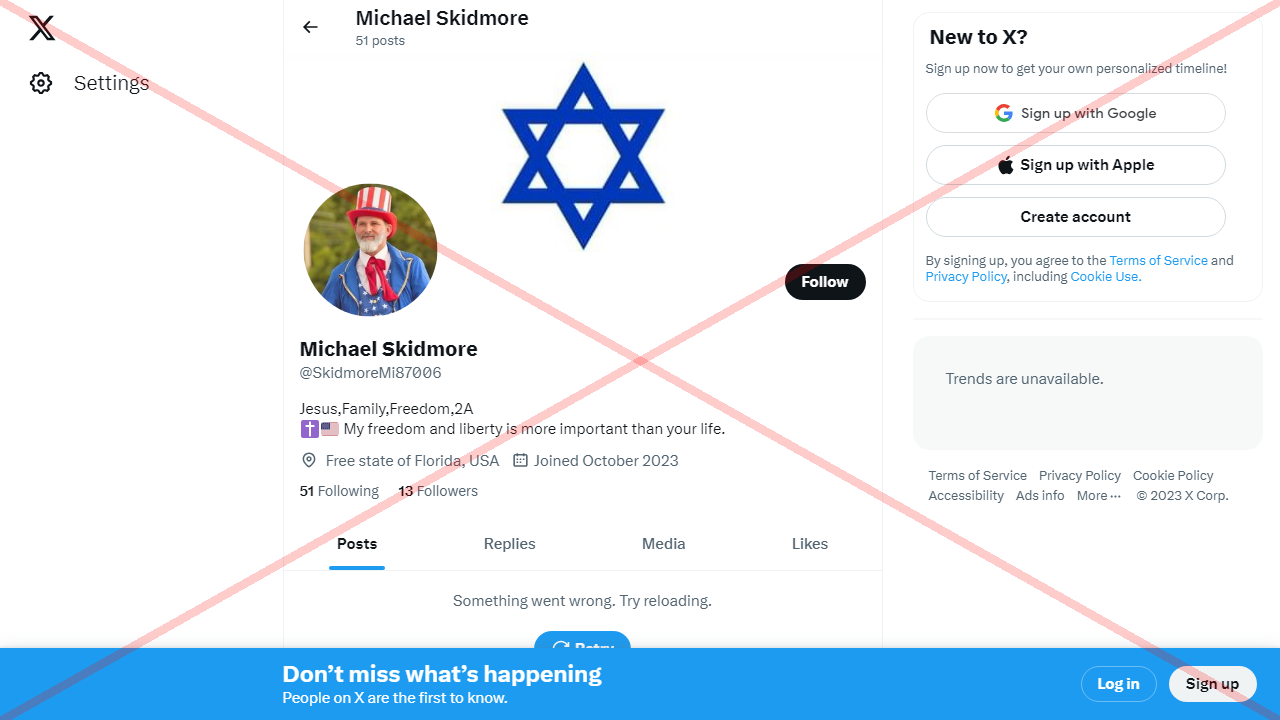 Settings
Michael Skidmore
51 posts
Follow
Michael Skidmore
@SkidmoreMi87006
Jesus,Family,Freedom,2A
✝️🇺🇸 My freedom and liberty is more important than your life.
Free state of Florida, USA Joined October 2023
51 Following 13 Followers
Posts Replies Media Likes
Something went wrong. Try reloading.
Retry
New to X?
Sign up now to get your own personalized timeline!
Sign up with Google
Sign up with Apple
Create account
By signing up, you agree to the Terms of Service and
Privacy Policy, including Cookie Use.
Trends are unavailable.
Terms of Service Privacy Policy Cookie Policy
Accessibility Ads info More ··· © 2023 X Corp.
Don’t miss what’s happening
People on X are the first to know.
Log in Sign up